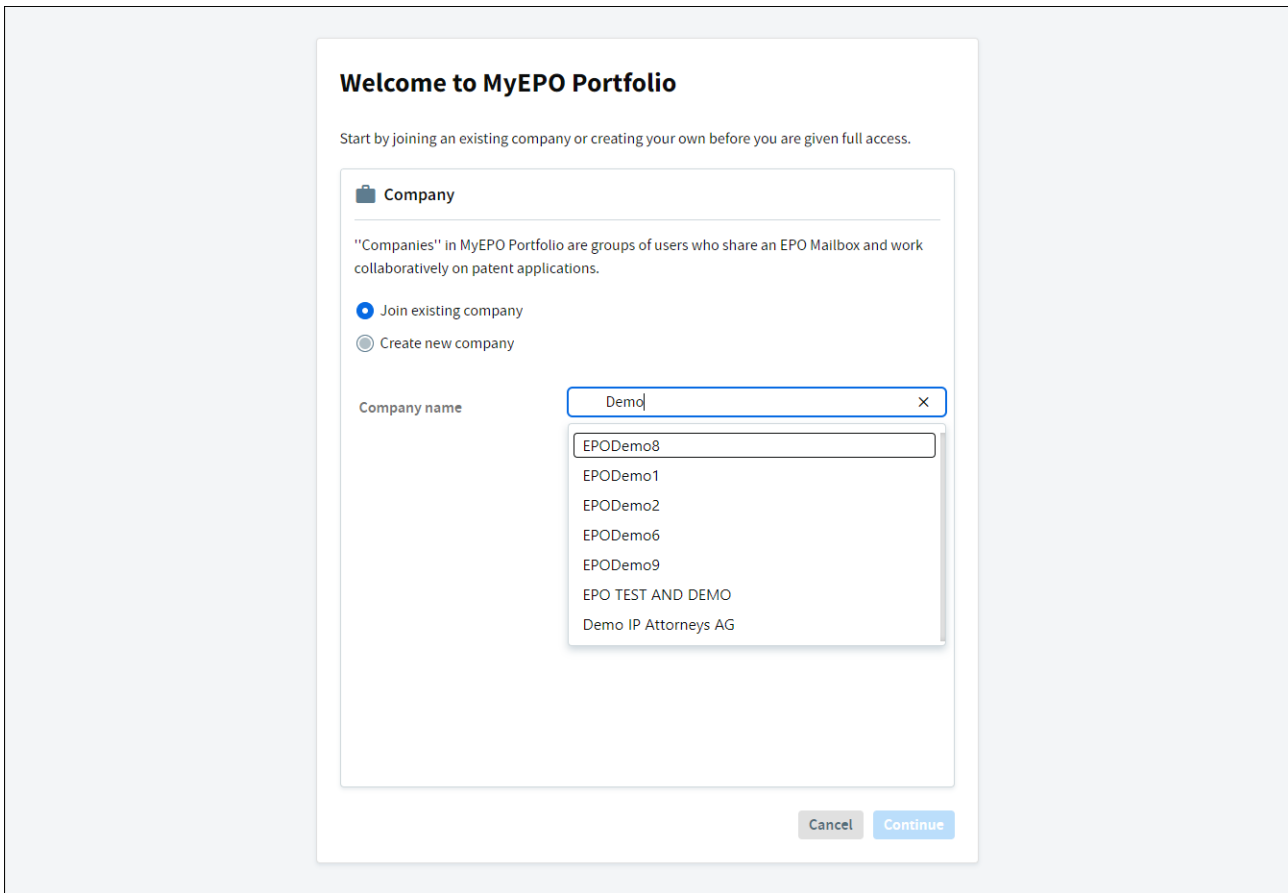 Welcome to MyEPO Portfolio
Start by joining an existing company or creating your own before you are given full access.
Company
"Companies" in MyEPO Portfolio are groups of users who share an EPO Mailbox and work
collaboratively on patent applications.
Join existing company
Create new company
Company name
Demo
EPODemo8
EPODemo1
EPODemo2
EPODemo6
EPODemo9
EPO TEST AND DEMO
Demo IP Attorneys AG
Cancel
Continue